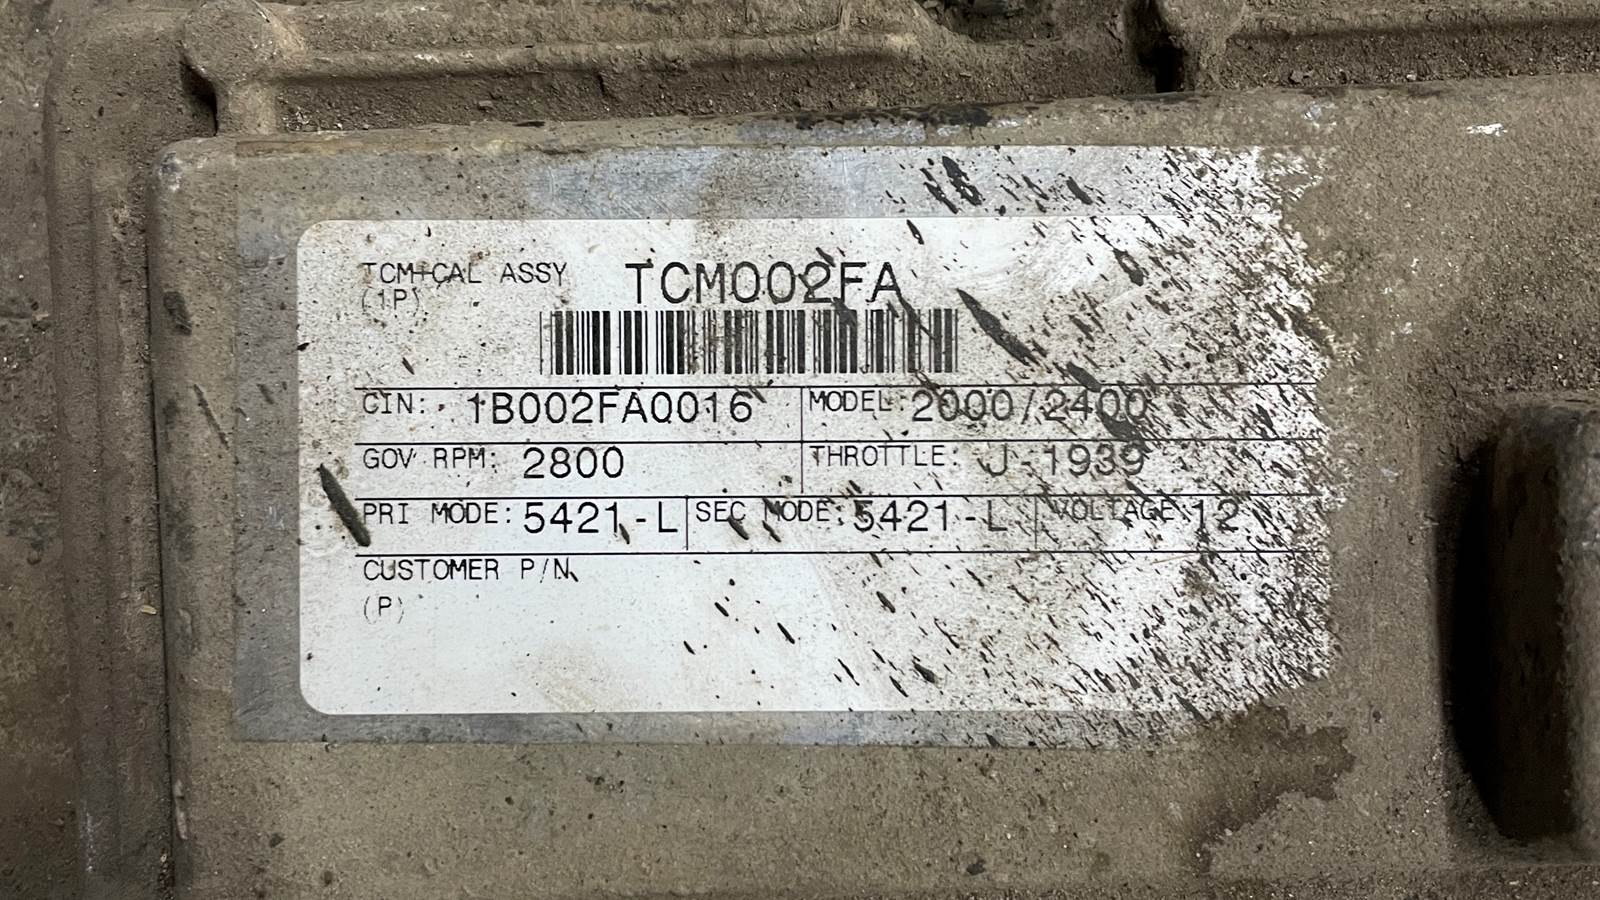 TCM+CAL ASSY TCM002FA
(1P)
CIN: 1B002FA0016 MODEL: 2000/2400
GOV RPM: 2800 THROTTLE: J-1939
PRI MODE: 5421-L SEC MODE: 5421-L VOLTAGE: 12
CUSTOMER P/N
(P)